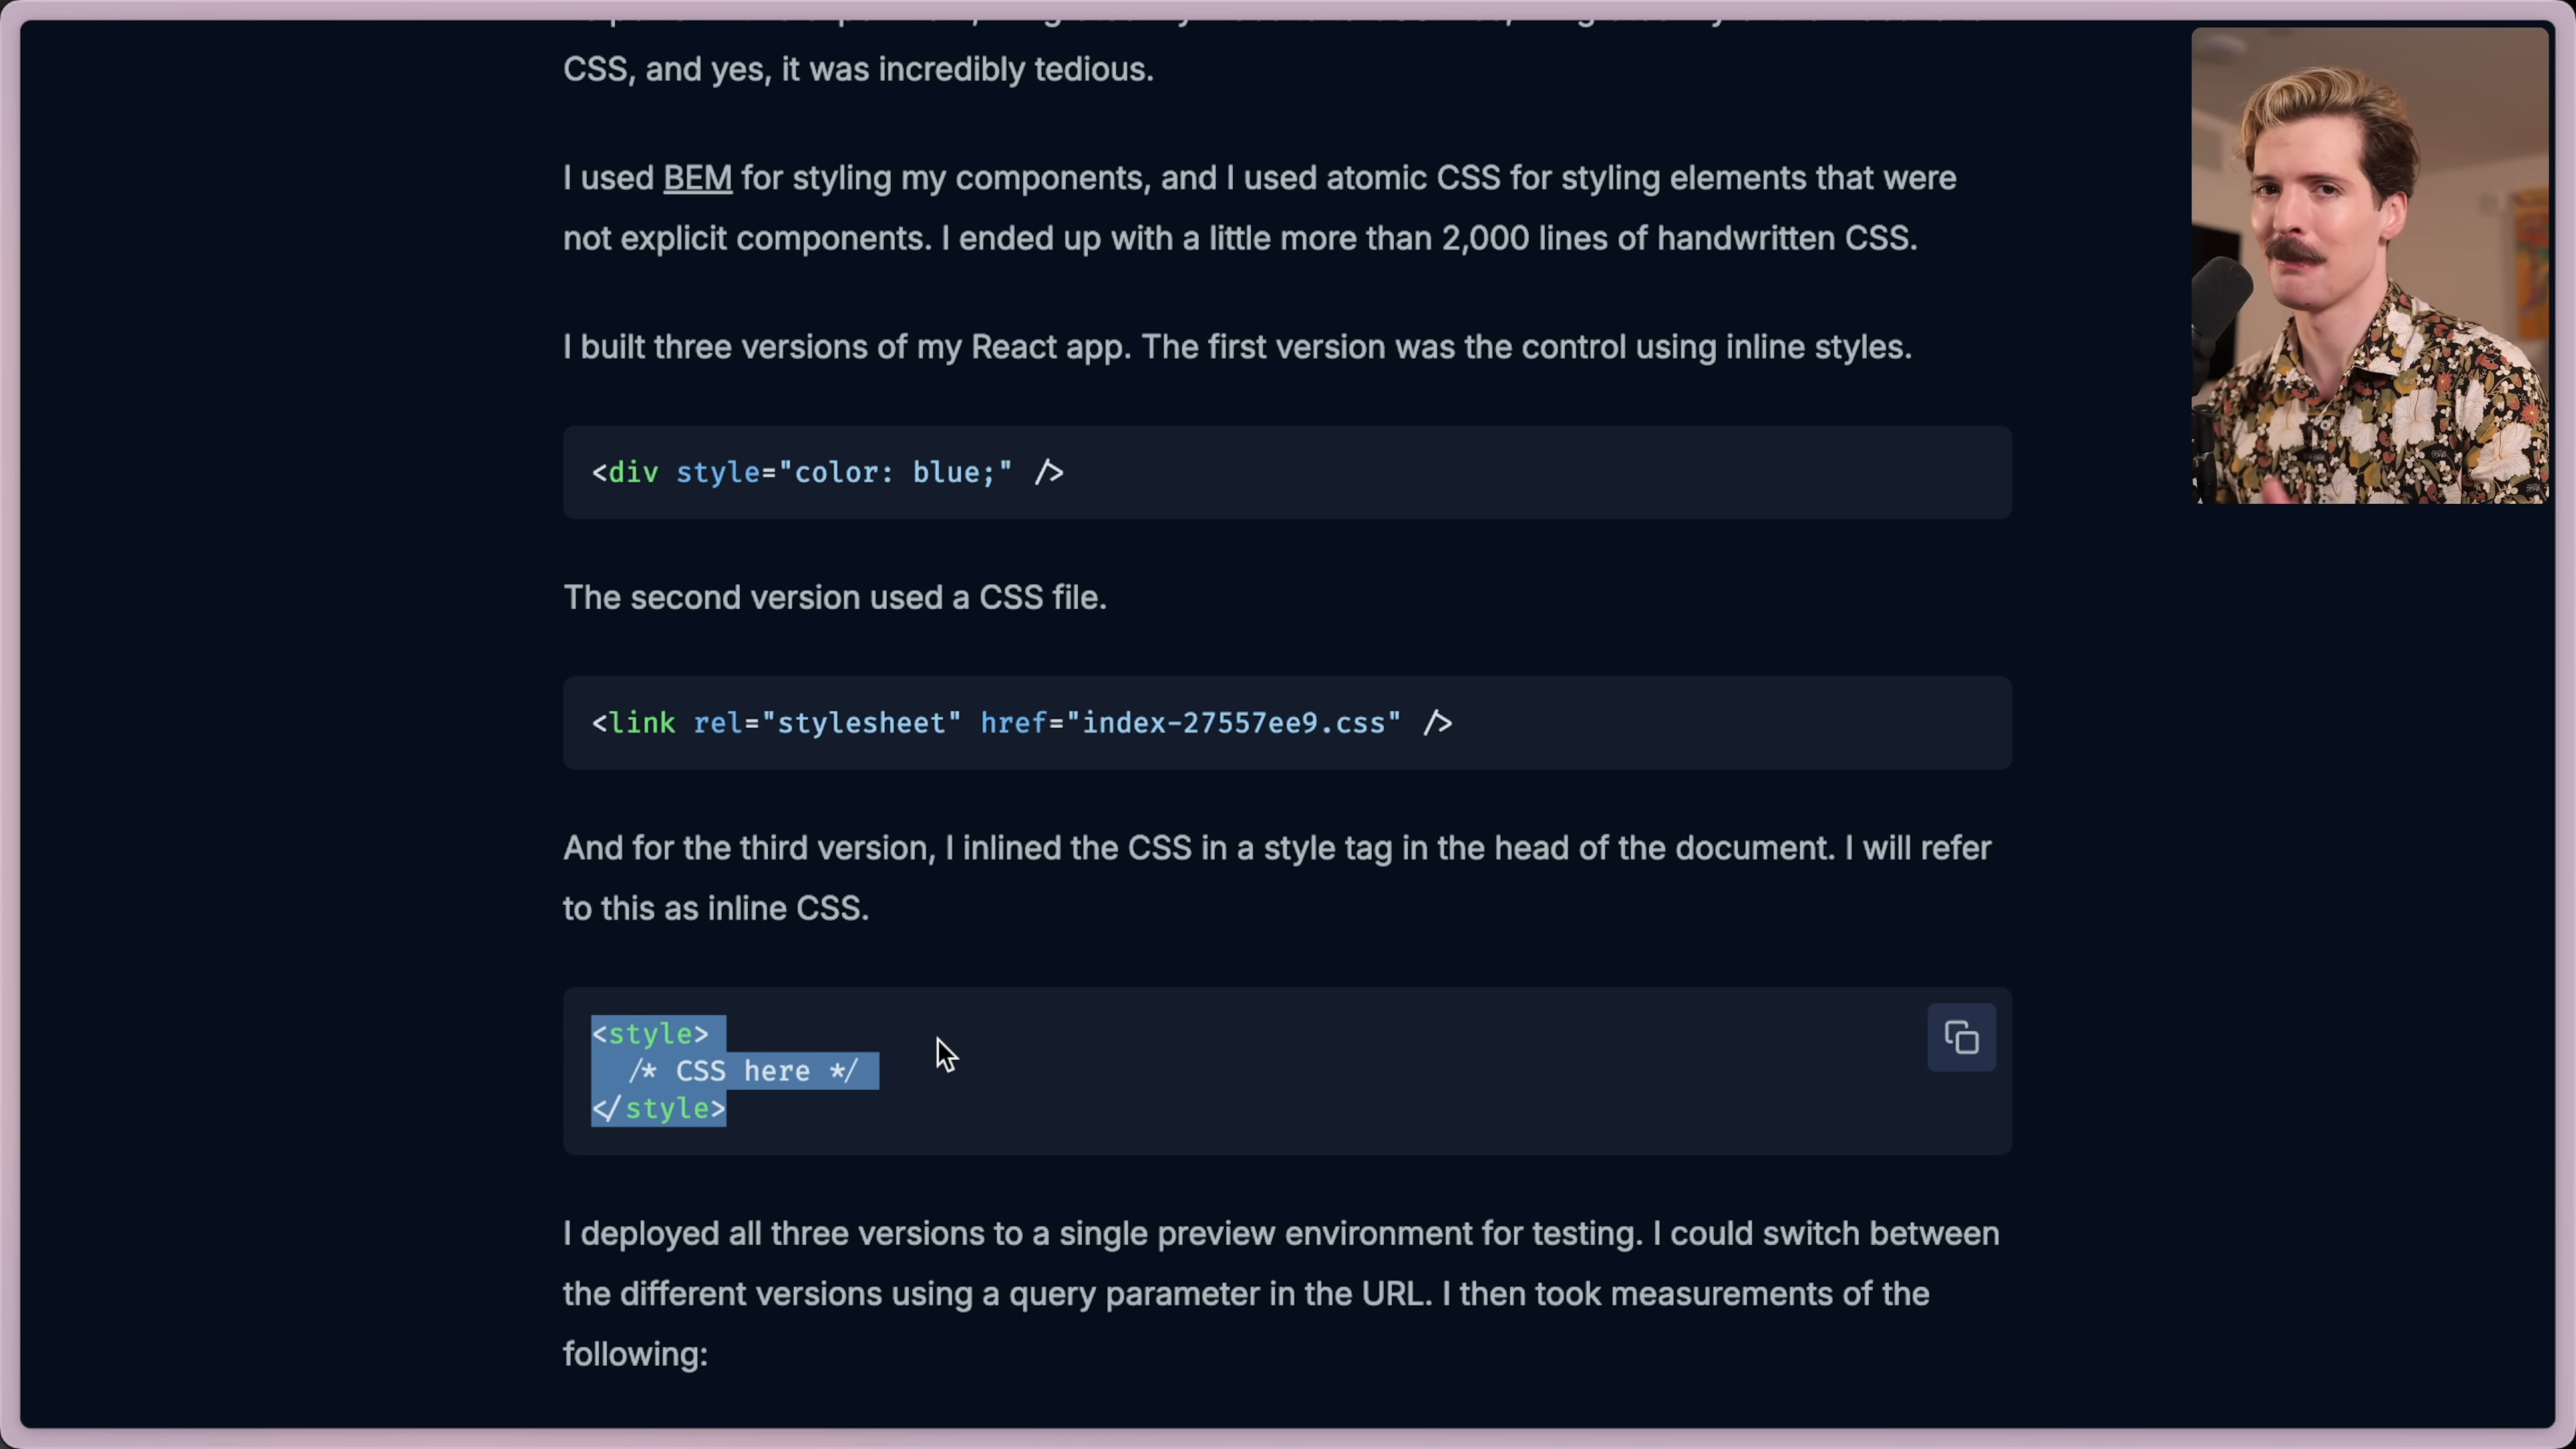 CSS, and yes, it was incredibly tedious.
I used BEM for styling my components, and I used atomic CSS for styling elements that were
not explicit components. I ended up with a little more than 2,000 lines of handwritten CSS.
I built three versions of my React app. The first version was the control using inline styles.
<div style="color: blue;" />
The second version used a CSS file.
<link rel="stylesheet" href="index-27557ee9.css" />
And for the third version, I inlined the CSS in a style tag in the head of the document. I will refer
to this as inline CSS.
<style>
/* CSS here */
</style>
I deployed all three versions to a single preview environment for testing. I could switch between
the different versions using a query parameter in the URL. I then took measurements of the
following: